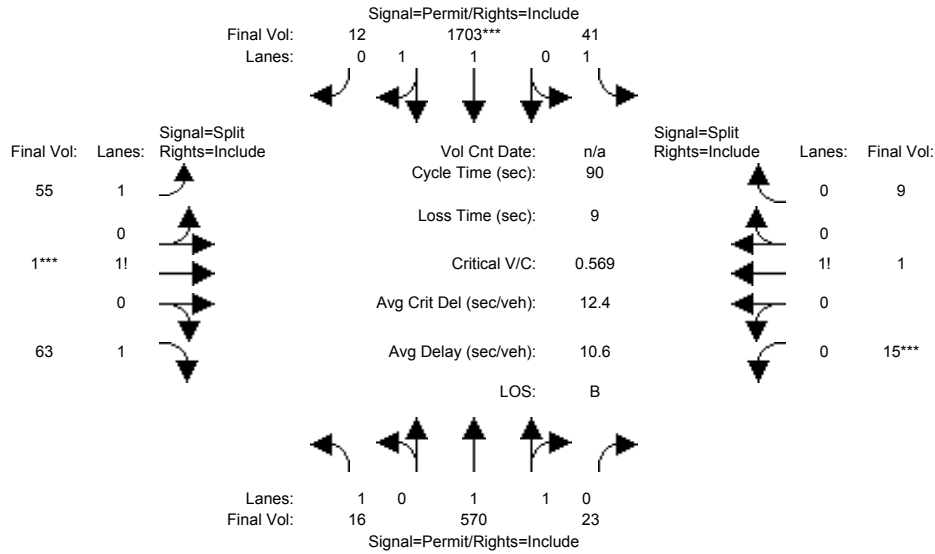 Signal=Permit/Rights=Include
Final Vol: 12 1703*** 41
Lanes: 0 1 1 0 1
Signal=Split
Rights=Include
Final Vol: Lanes:
55 1
0
1*** 1!
0
63 1
Vol Cnt Date: n/a
Cycle Time (sec): 90
Loss Time (sec): 9
Critical V/C: 0.569
Avg Crit Del (sec/veh): 12.4
Avg Delay (sec/veh): 10.6
LOS: B
Signal=Split
Rights=Include
Lanes: Final Vol:
0 9
0
1! 1
0
0 15***
Lanes: 1 0 1 1 0
Final Vol: 16 570 23
Signal=Permit/Rights=Include